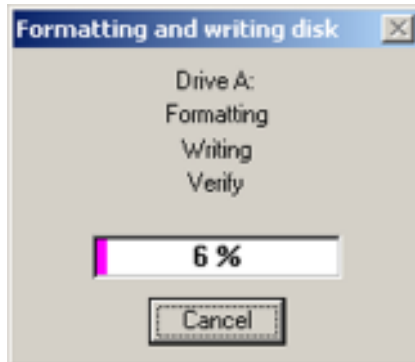 Formatting and writing disk
Drive A:
Formatting
Writing
Verify
6 %
Cancel